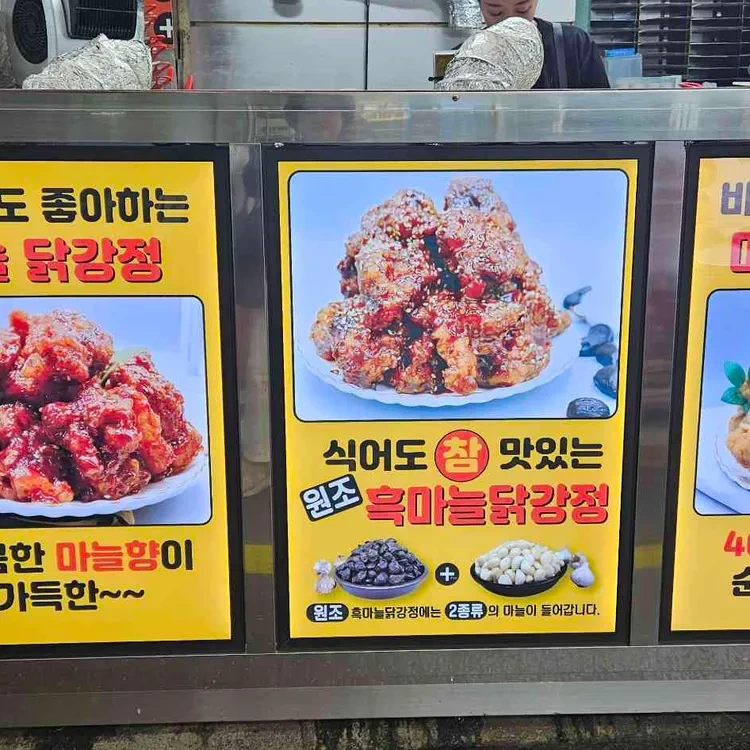 도 좋아하는
닭강정
마늘향이
가득한~~
식어도 참 맛있는
원조 흑마늘닭강정
+
원조 흑마늘닭강정에는 2종류의 마늘이 들어갑니다.